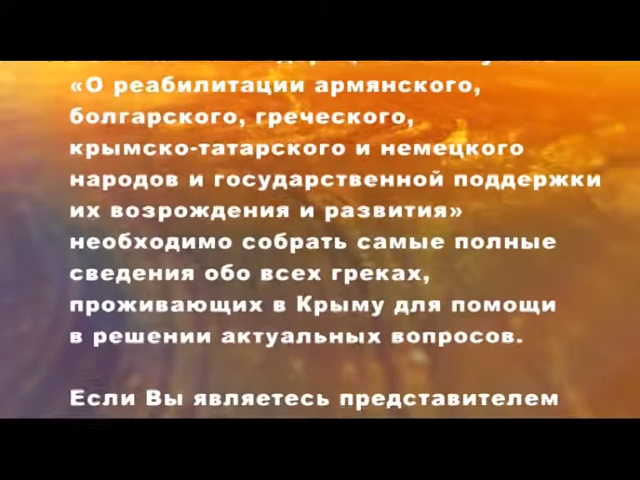 «О реабилитации армянского,
болгарского, греческого,
крымско-татарского и немецкого
народов и государственной поддержки
их возрождения и развития»
необходимо собрать самые полные
сведения обо всех греках,
проживающих в Крыму для помощи
в решении актуальных вопросов.
Если Вы являетесь представителем